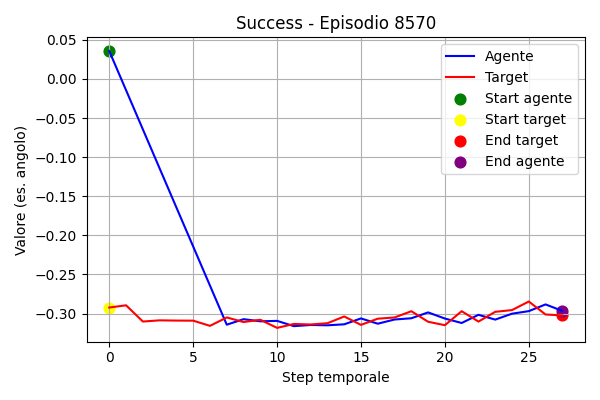 Success - Episodio 8570
Valore (es. angolo)
0.05
0.00
−0.05
−0.10
−0.15
−0.20
−0.25
−0.30
Agente
Target
Start agente
Start target
End target
End agente
0
5
10
15
20
25
Step temporale